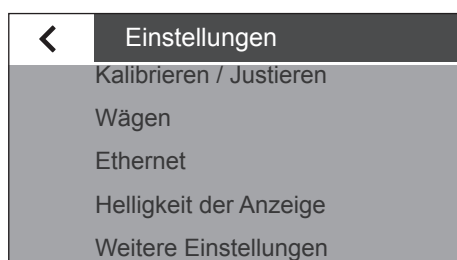 Einstellungen
Kalibrieren / Justieren
Wägen
Ethernet
Helligkeit der Anzeige
Weitere Einstellungen